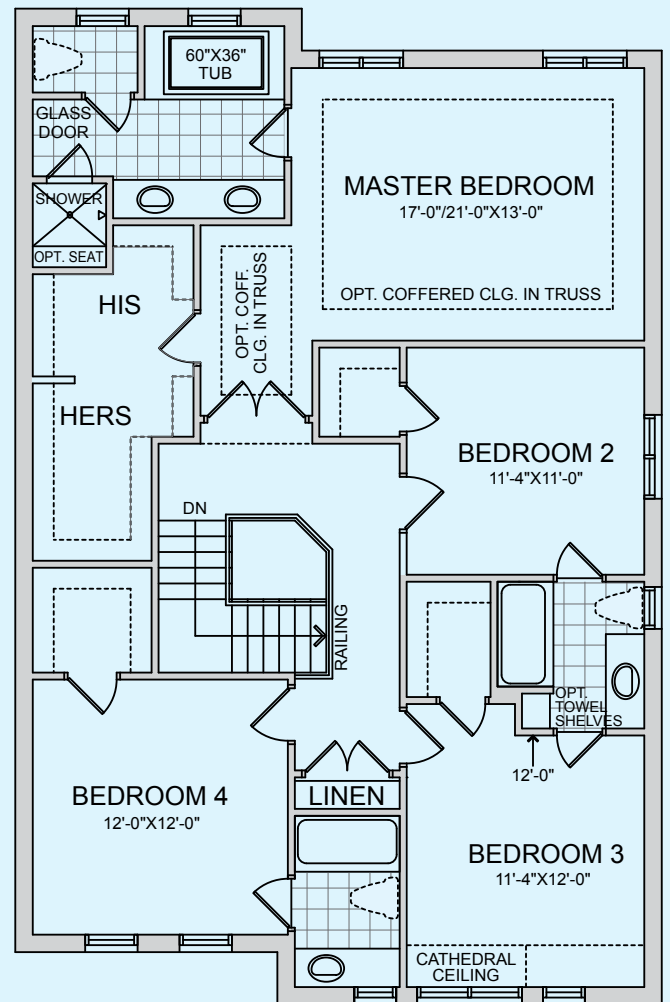 60"X36"
TUB
GLASS
DOOR
SHOWER
OPT. SEAT
MASTER BEDROOM
17'-0"/21'-0"X13'-0"
OPT. COFFERED CLG. IN TRUSS
OPT. COFF.
CLG. IN TRUSS
HIS
HERS
BEDROOM 2
11'-4"X11'-0"
DN
RAILING
OPT.
TOWEL
SHELVES
12'-0"
BEDROOM 4
12'-0"X12'-0"
LINEN
BEDROOM 3
11'-4"X12'-0"
CATHEDRAL
CEILING